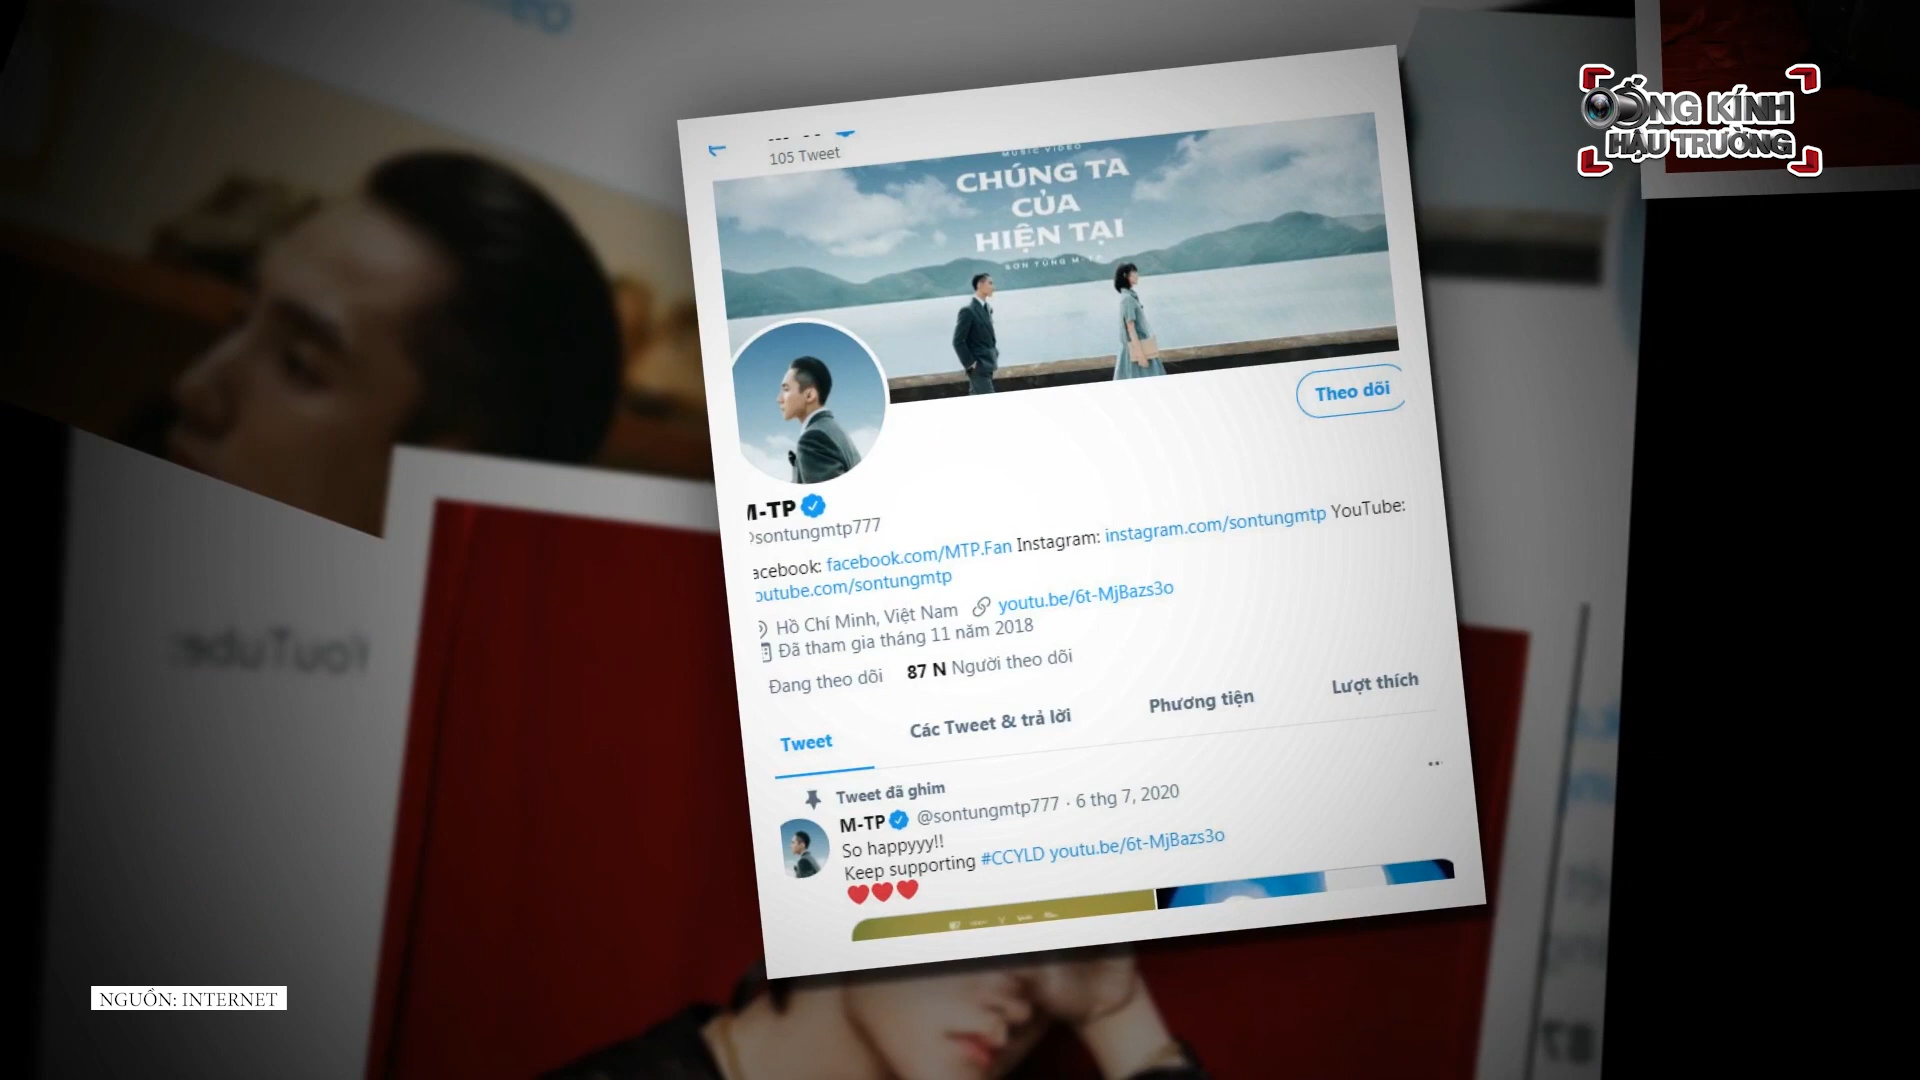 ỐNG KÍNH
HẬU TRƯỜNG
105 Tweet
MUSIC VIDEO
CHÚNG TA
CỦA
HIỆN TẠI
SƠN TÙNG M-TP
Theo dõi
M-TP
@sontungmtp777
acebook: facebook.com/MTP.Fan Instagram: instagram.com/sontungmtp YouTube:
outube.com/sontungmtp
Hồ Chí Minh, Việt Nam youtu.be/6t-MjBazs3o
Đã tham gia tháng 11 năm 2018
Đang theo dõi 87 N Người theo dõi
Tweet Các Tweet & trả lời Phương tiện Lượt thích
Tweet đã ghim
M-TP @sontungmtp777 · 6 thg 7, 2020
So happyyy!!
Keep supporting #CCYLD youtu.be/6t-MjBazs3o
YouTube:
87
NGUỒN: INTERNET